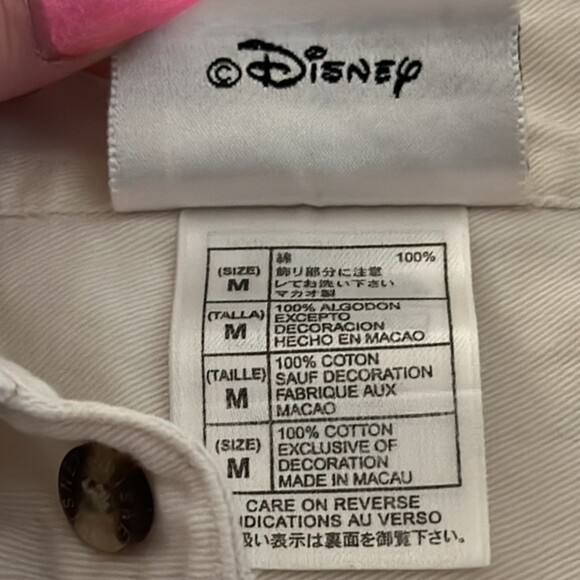 © Disney
(SIZE) M
綿 100%
飾り部分に注意
してお洗い下さい
マカオ製
(TALLA) M
100% ALGODON
EXCEPTO
DECORACION
HECHO EN MACAO
(TAILLE) M
100% COTON
SAUF DECORATION
FABRIQUE AUX
MACAO
(SIZE) M
100% COTTON
EXCLUSIVE OF
DECORATION
MADE IN MACAU
CARE ON REVERSE
DICATIONS AU VERSO
扱い表示は裏面を御覧下さい。